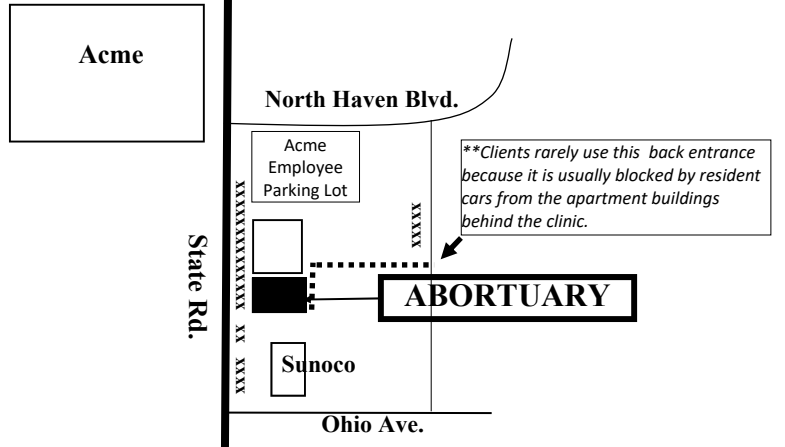 Acme
North Haven Blvd.
Acme
Employee
Parking Lot
**Clients rarely use this back entrance
because it is usually blocked by resident
cars from the apartment buildings
behind the clinic.
xxxxx
xxxxxxxxxxxxxx
State Rd.
ABORTUARY
xx
xxxx
Sunoco
Ohio Ave.